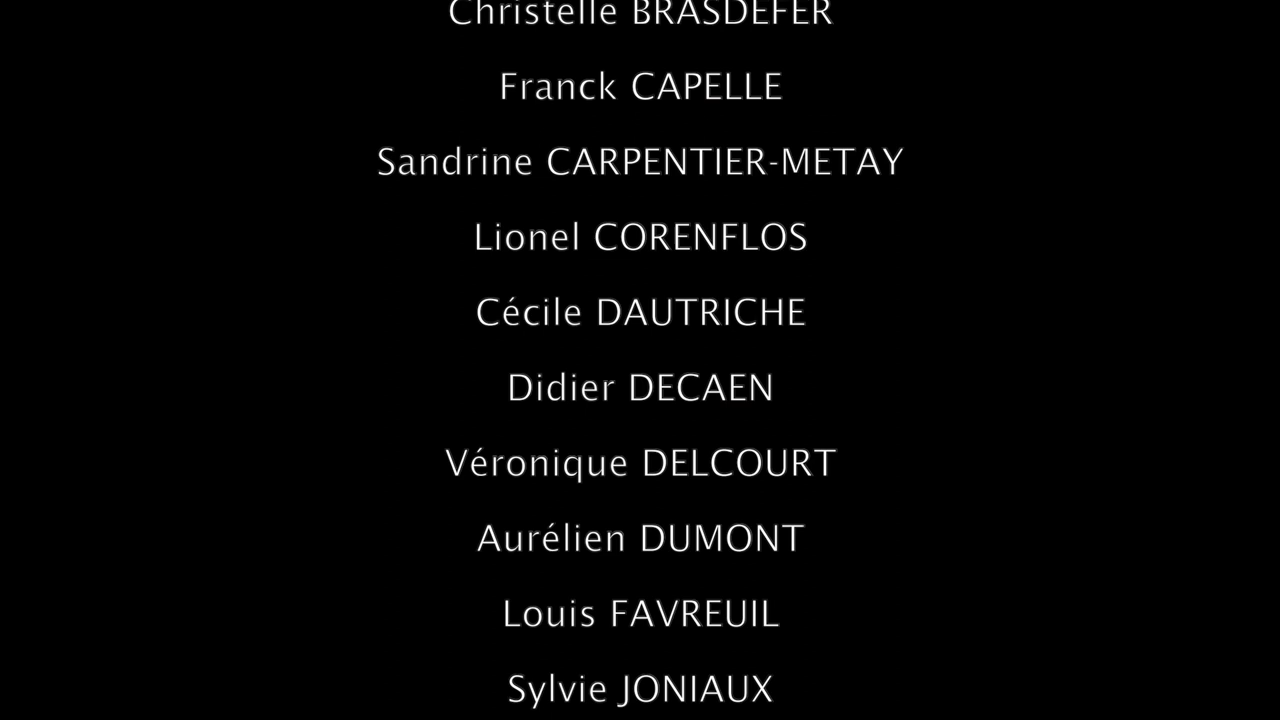 Christelle BRASDEFER
Franck CAPELLE
Sandrine CARPENTIER-METAY
Lionel CORENFLOS
Cécile DAUTRICHE
Didier DECAEN
Véronique DELCOURT
Aurélien DUMONT
Louis FAVREUIL
Sylvie JONIAUX